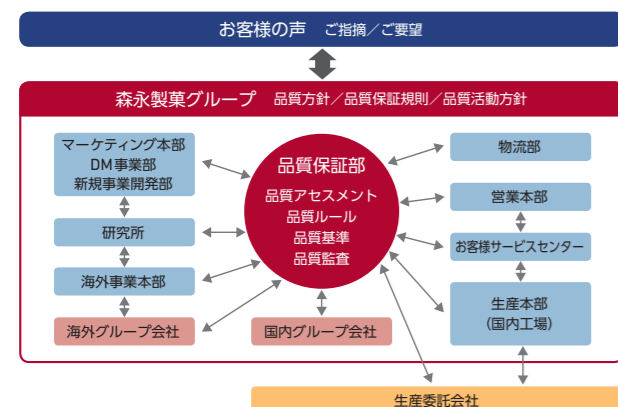 お客様の声 ご指摘／ご要望
森永製菓グループ 品質方針／品質保証規則／品質活動方針
マーケティング本部
DM事業部
新規事業開発部
研究所
海外事業本部
海外グループ会社
品質保証部
品質アセスメント
品質ルール
品質基準
品質監査
国内グループ会社
物流部
営業本部
お客様サービスセンター
生産本部
（国内工場）
生産委託会社